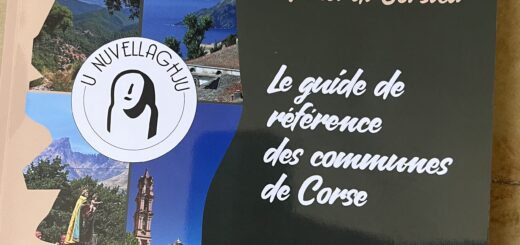 U NUVELLAGHJU
Le guide de
référence
des communes
de Corse